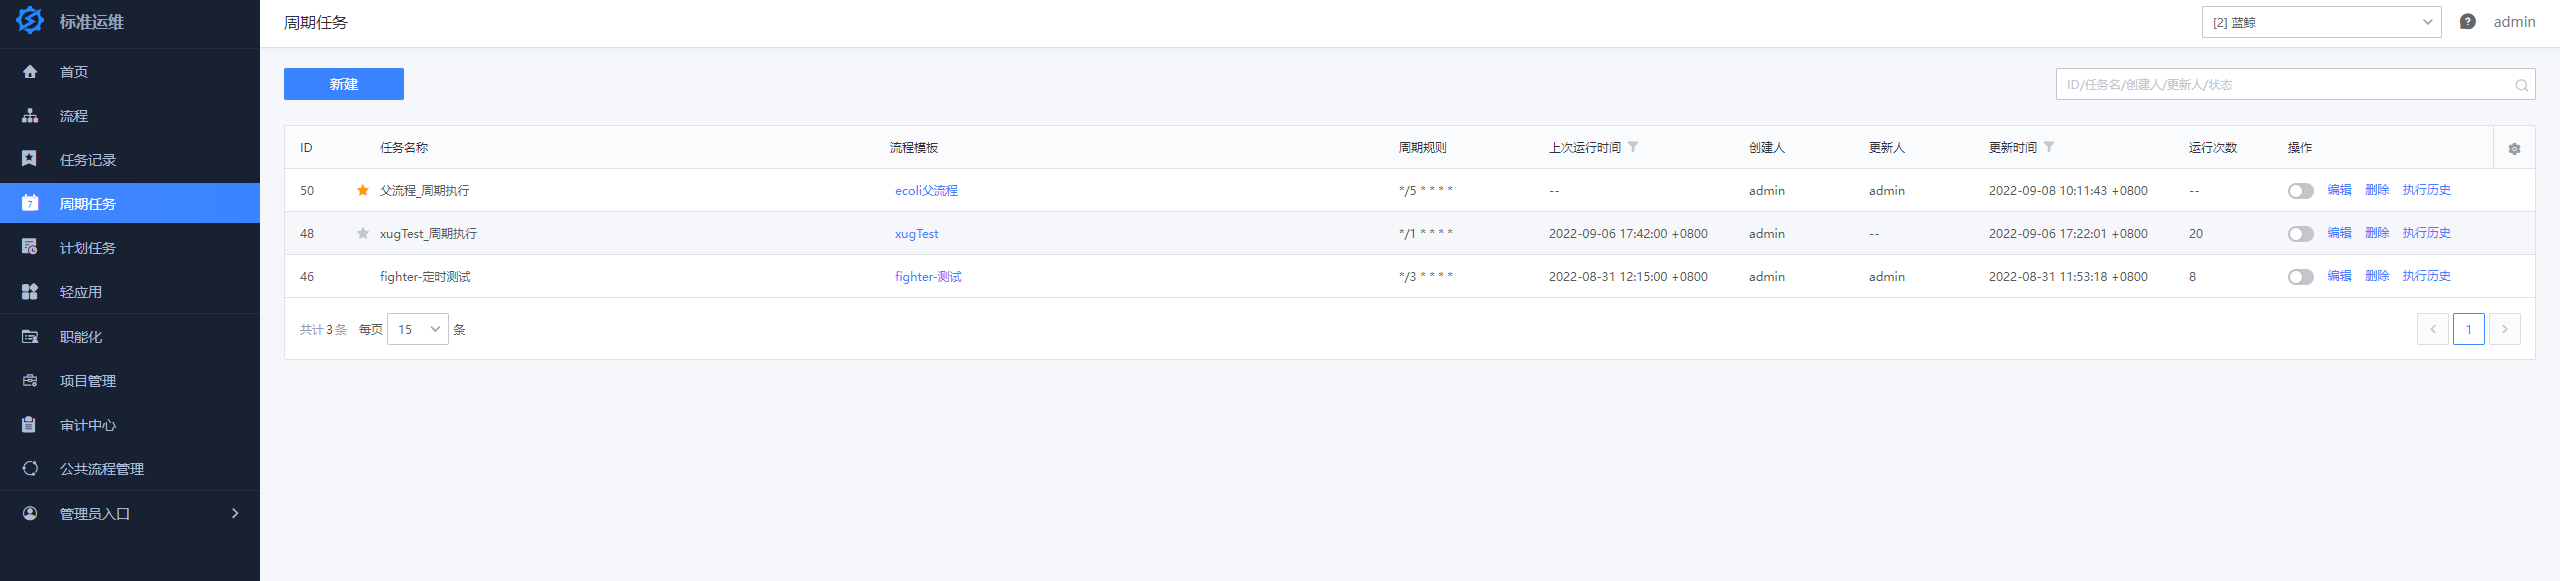 标准运维
首页
流程
任务记录
周期任务
计划任务
轻应用
职能化
项目管理
审计中心
公共流程管理
管理员入口
周期任务
[2] 蓝鲸
admin
新建
ID/任务名/创建人/更新人/状态
ID 任务名称 流程模板 周期规则 上次运行时间 创建人 更新人 更新时间 运行次数 操作
50 父流程_周期执行 ecoli父流程 */5 * * * * -- admin admin 2022-09-08 10:11:43 +0800 -- 编辑 删除 执行历史
48 xugTest_周期执行 xugTest */1 * * * * 2022-09-06 17:42:00 +0800 admin -- 2022-09-06 17:22:01 +0800 20 编辑 删除 执行历史
46 fighter-定时测试 fighter-测试 */3 * * * * 2022-08-31 12:15:00 +0800 admin admin 2022-08-31 11:53:18 +0800 8 编辑 删除 执行历史
共计 3 条 每页 15 条
1